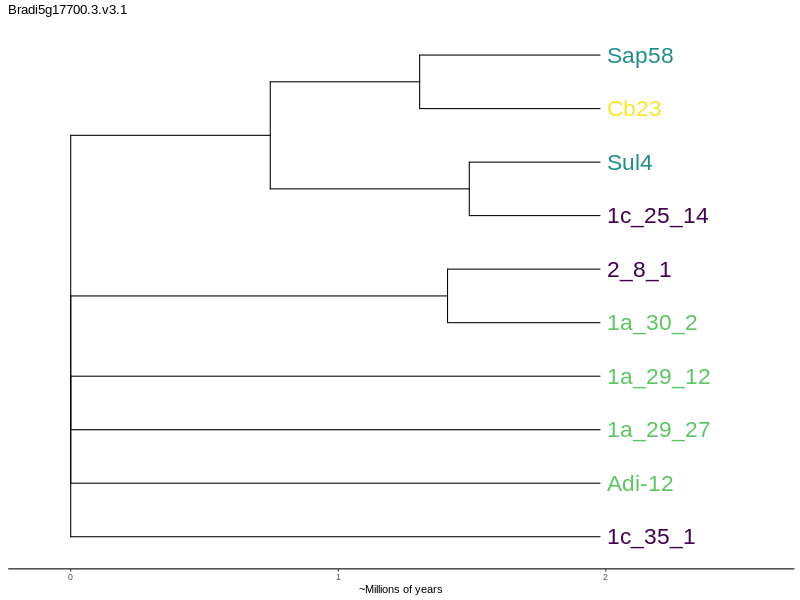 Bradi5g17700.3.v3.1
Sap58
Cb23
Sul4
1c_25_14
2_8_1
1a_30_2
1a_29_12
1a_29_27
Adi-12
1c_35_1
0 1 2
~Millions of years